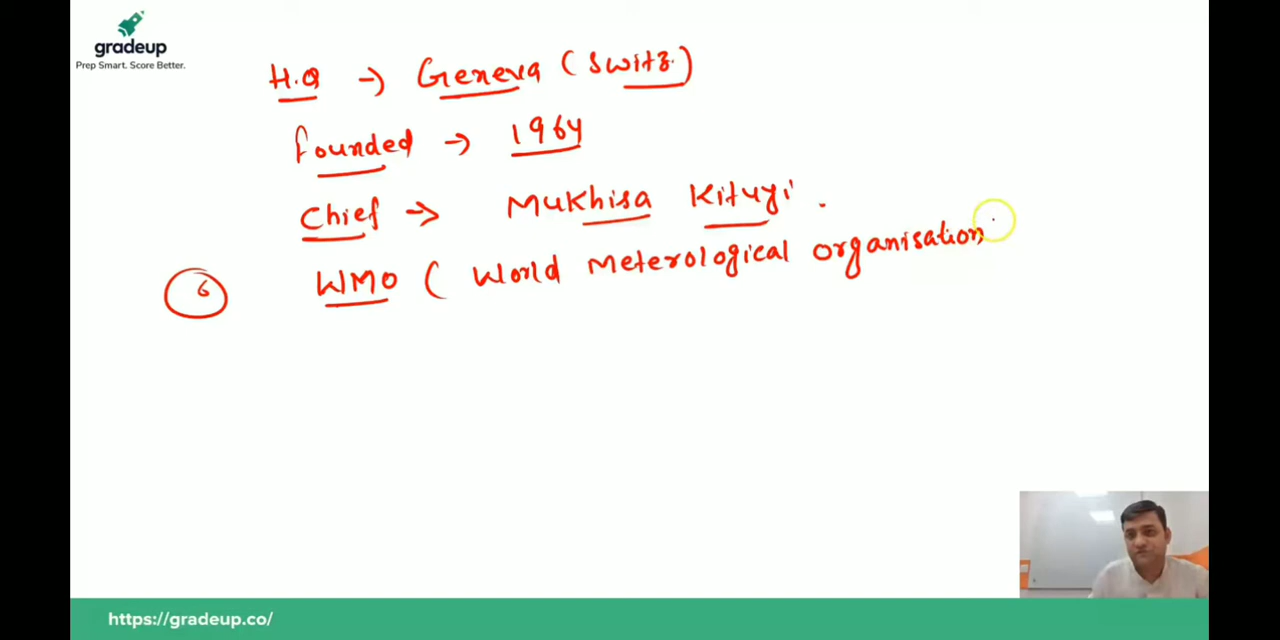 gradeup
Prep Smart. Score Better.
H.Q → Geneva (Switz.)
founded → 1964
Chief → Mukhisa Kituyi.
6 WMO ( World Meterological organisation
https://gradeup.co/